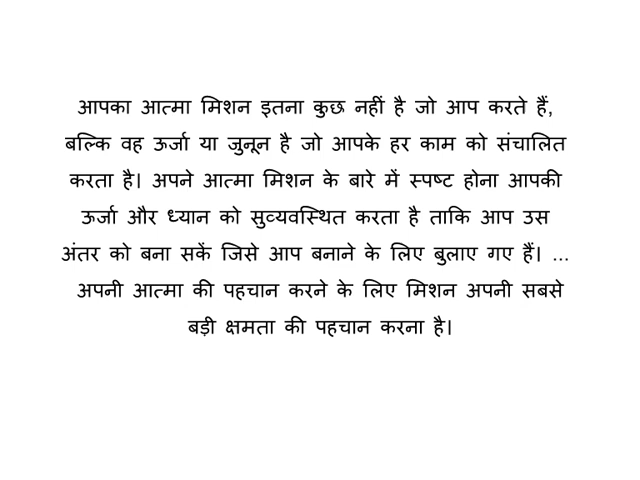 आपका आत्मा मिशन इतना कुछ नहीं है जो आप करते हैं,
बल्कि वह ऊर्जा या जुनून है जो आपके हर काम को संचालित
करता है। अपने आत्मा मिशन के बारे में स्पष्ट होना आपकी
ऊर्जा और ध्यान को सुव्यवस्थित करता है ताकि आप उस
अंतर को बना सकें जिसे आप बनाने के लिए बुलाए गए हैं। ...
अपनी आत्मा की पहचान करने के लिए मिशन अपनी सबसे
बड़ी क्षमता की पहचान करना है।